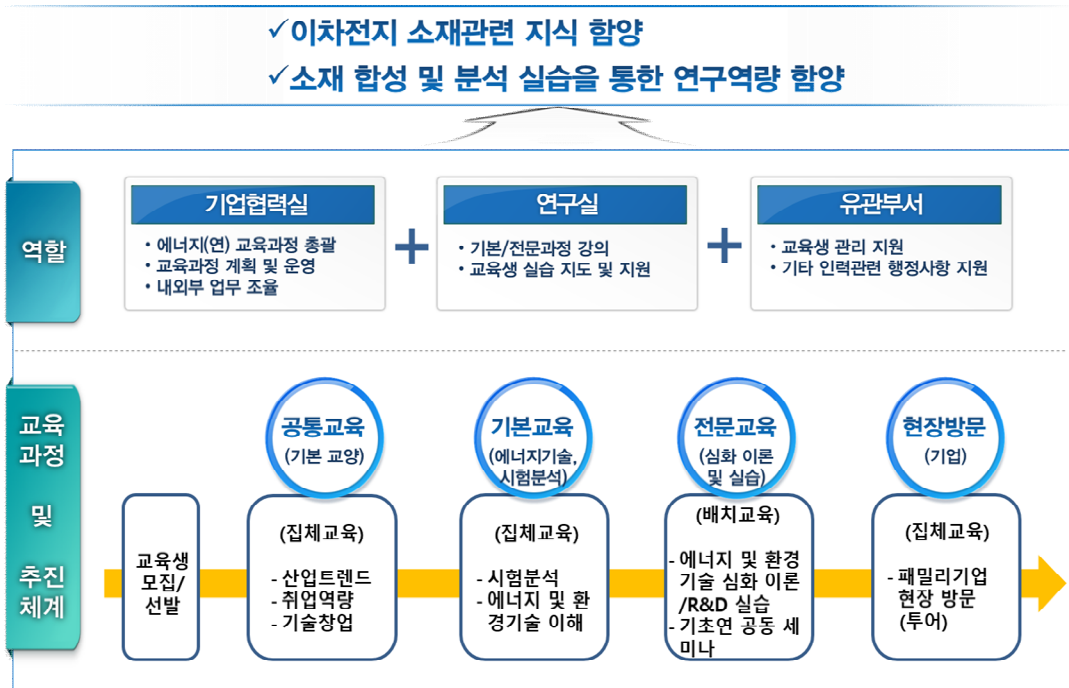 ✓이차전지 소재관련 지식 함양
✓소재 합성 및 분석 실습을 통한 연구역량 함양
역할
기업협력실
• 에너지(연) 교육과정 총괄
• 교육과정 계획 및 운영
• 내외부 업무 조율
+
연구실
• 기본/전문과정 강의
• 교육생 실습 지도 및 지원
+
유관부서
• 교육생 관리 지원
• 기타 인력관련 행정사항 지원
교육
과정
및
추진
체계
교육생
모집/
선발
공통교육
(기본 교양)
(집체교육)
- 산업트렌드
- 취업역량
- 기술창업
기본교육
(에너지기술,
시험분석)
(집체교육)
- 시험분석
- 에너지 및 환
경기술 이해
전문교육
(심화 이론
및 실습)
(배치교육)
- 에너지 및 환경
기술 심화 이론
/R&D 실습
- 기초연 공동 세
미나
현장방문
(기업)
(집체교육)
- 패밀리기업
현장 방문
(투어)